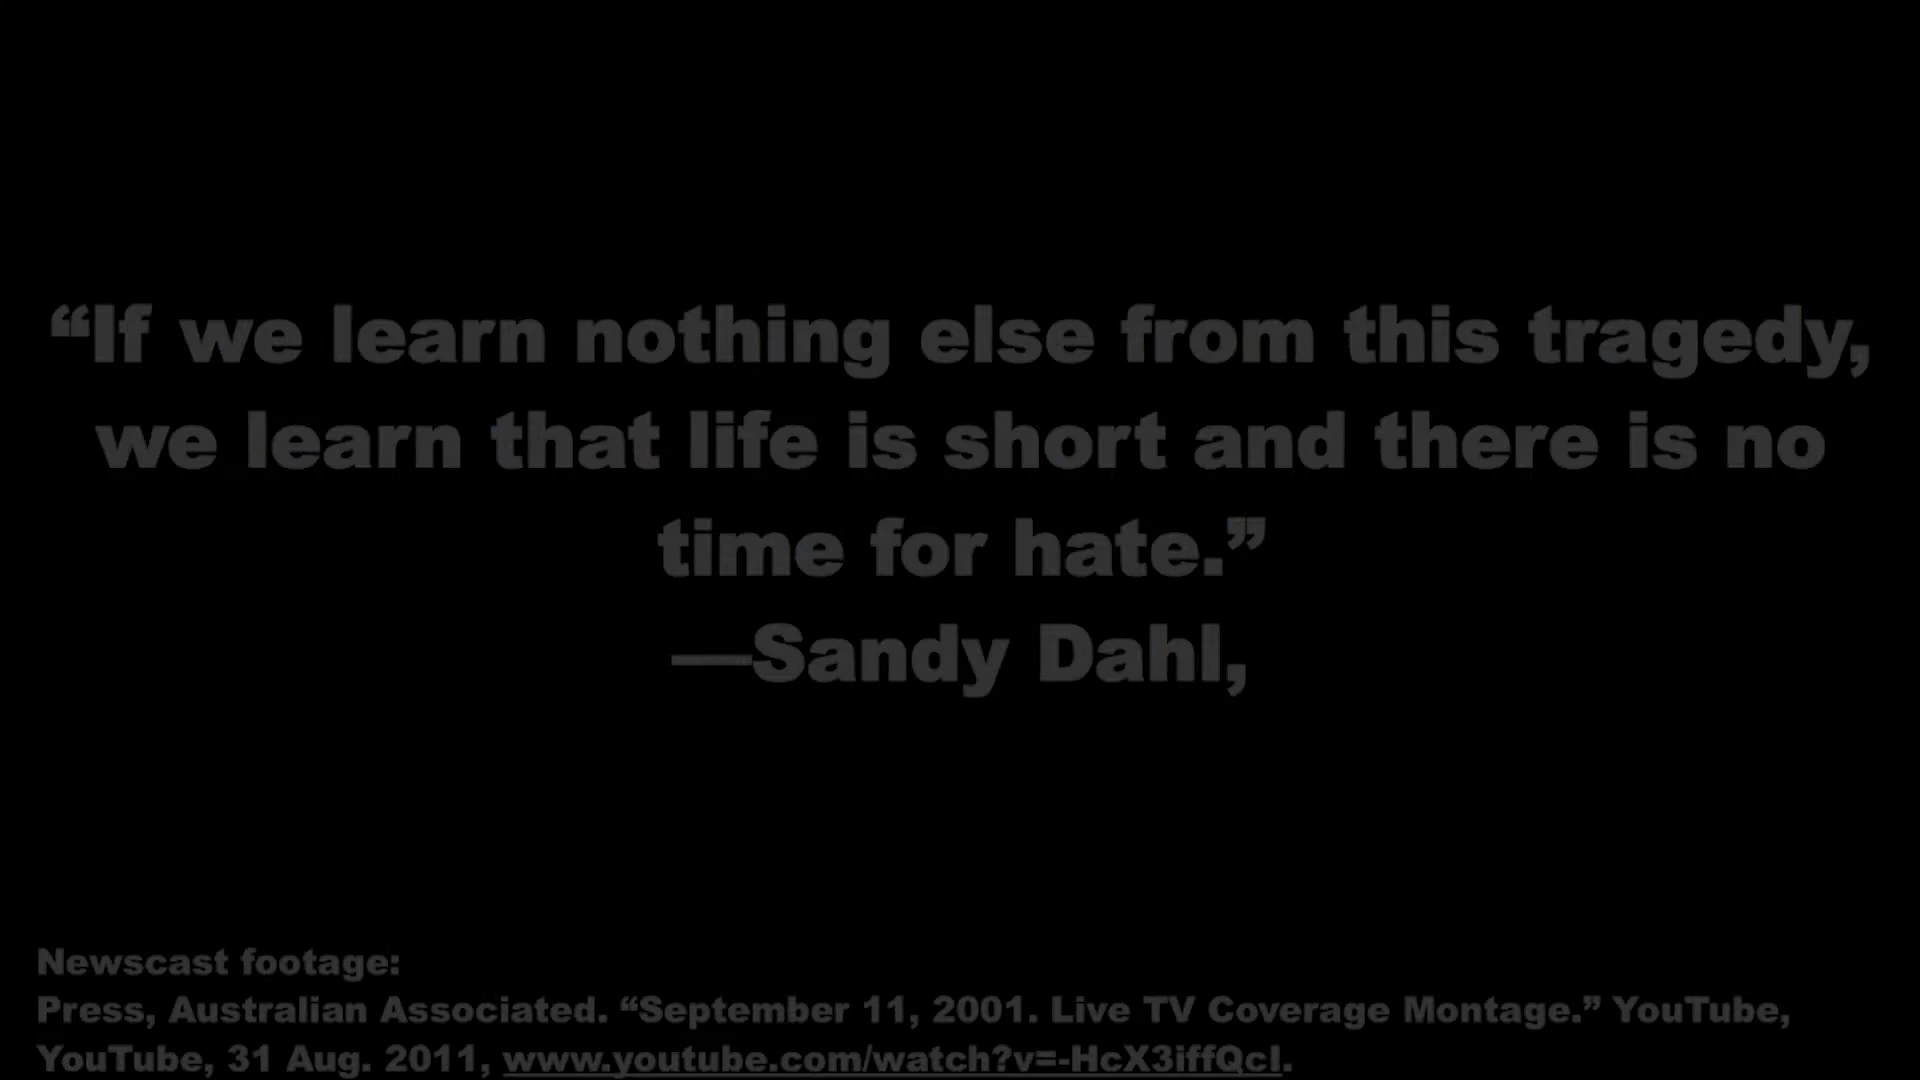 “If we learn nothing else from this tragedy,
we learn that life is short and there is no
time for hate.”
—Sandy Dahl,
Newscast footage:
Press, Australian Associated. “September 11, 2001. Live TV Coverage Montage.” YouTube,
YouTube, 31 Aug. 2011, www.youtube.com/watch?v=-HcX3iffQcI.